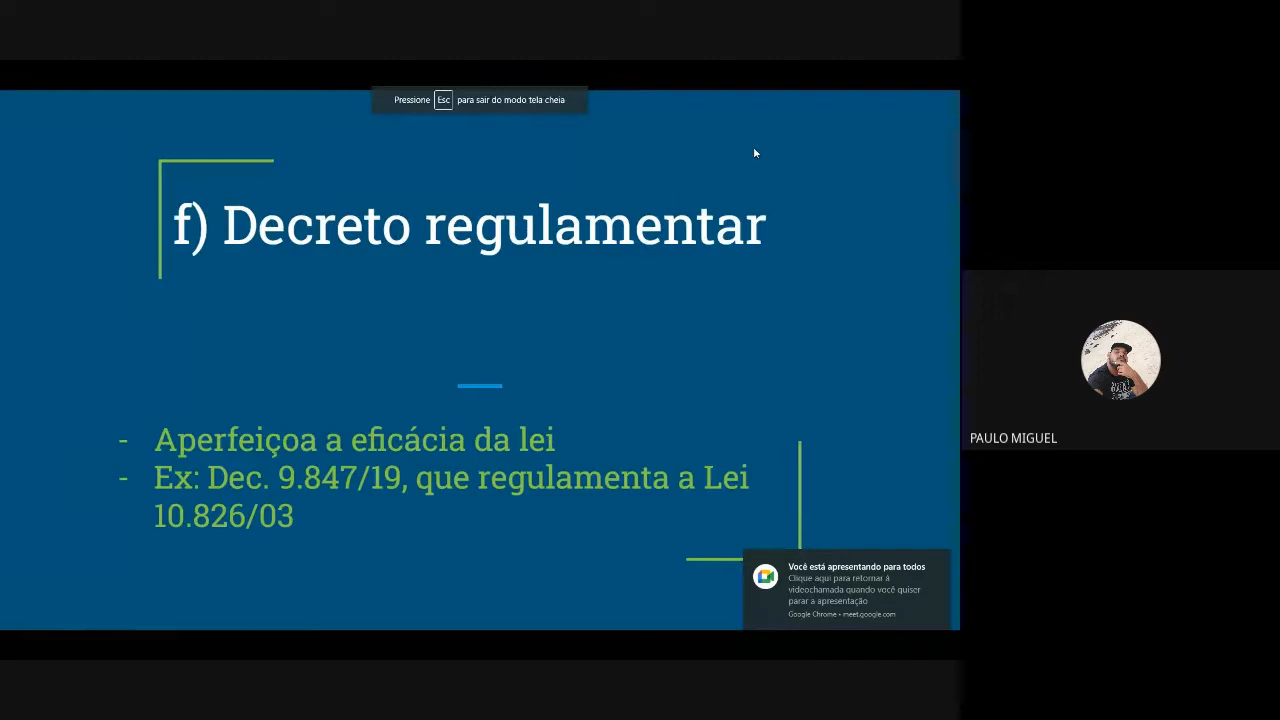 Pressione Esc para sair do modo tela cheia
f) Decreto regulamentar
- Aperfeiçoa a eficácia da lei
- Ex: Dec. 9.847/19, que regulamenta a Lei
10.826/03
PAULO MIGUEL
Você está apresentando para todos
Clique aqui para retornar à
videochamada quando você quiser
parar a apresentação
Google Chrome • meet.google.com